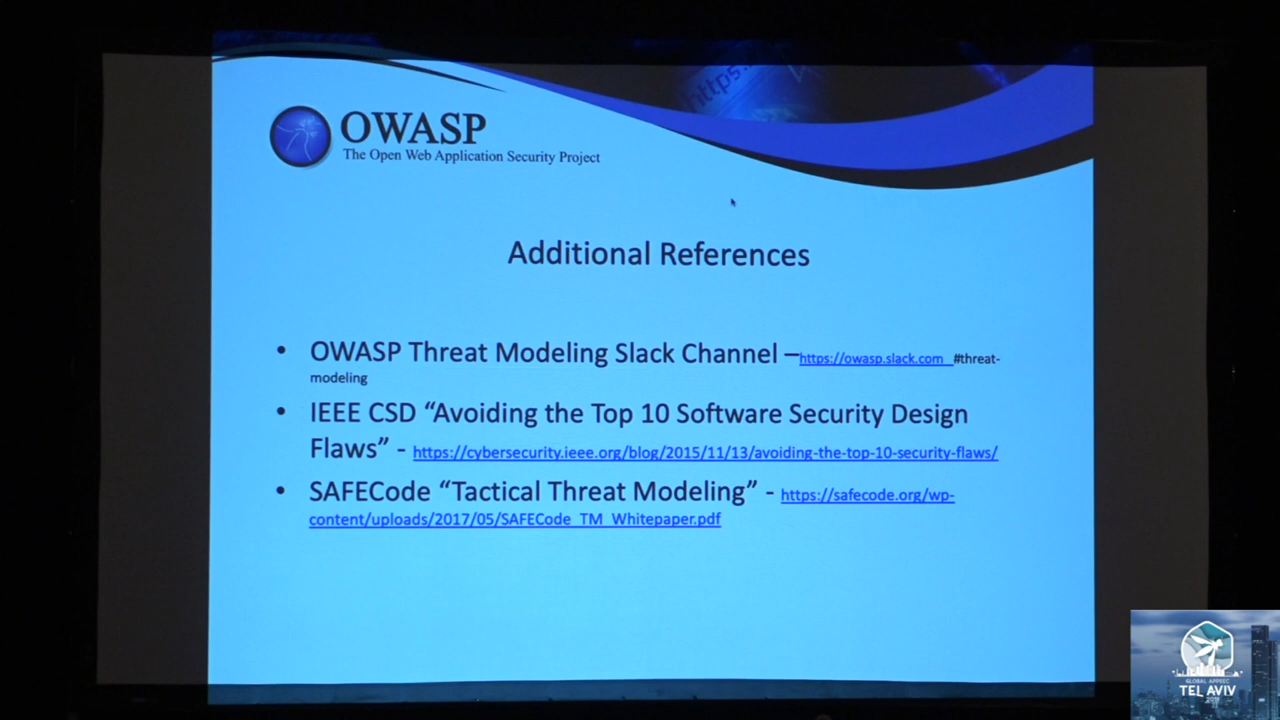 https:
OWASP
The Open Web Application Security Project
Additional References
• OWASP Threat Modeling Slack Channel –https://owasp.slack.com #threat-
modeling
• IEEE CSD “Avoiding the Top 10 Software Security Design
Flaws” - https://cybersecurity.ieee.org/blog/2015/11/13/avoiding-the-top-10-security-flaws/
• SAFECode “Tactical Threat Modeling” - https://safecode.org/wp-
content/uploads/2017/05/SAFECode_TM_Whitepaper.pdf
GLOBAL APPSEC
TEL AVIV